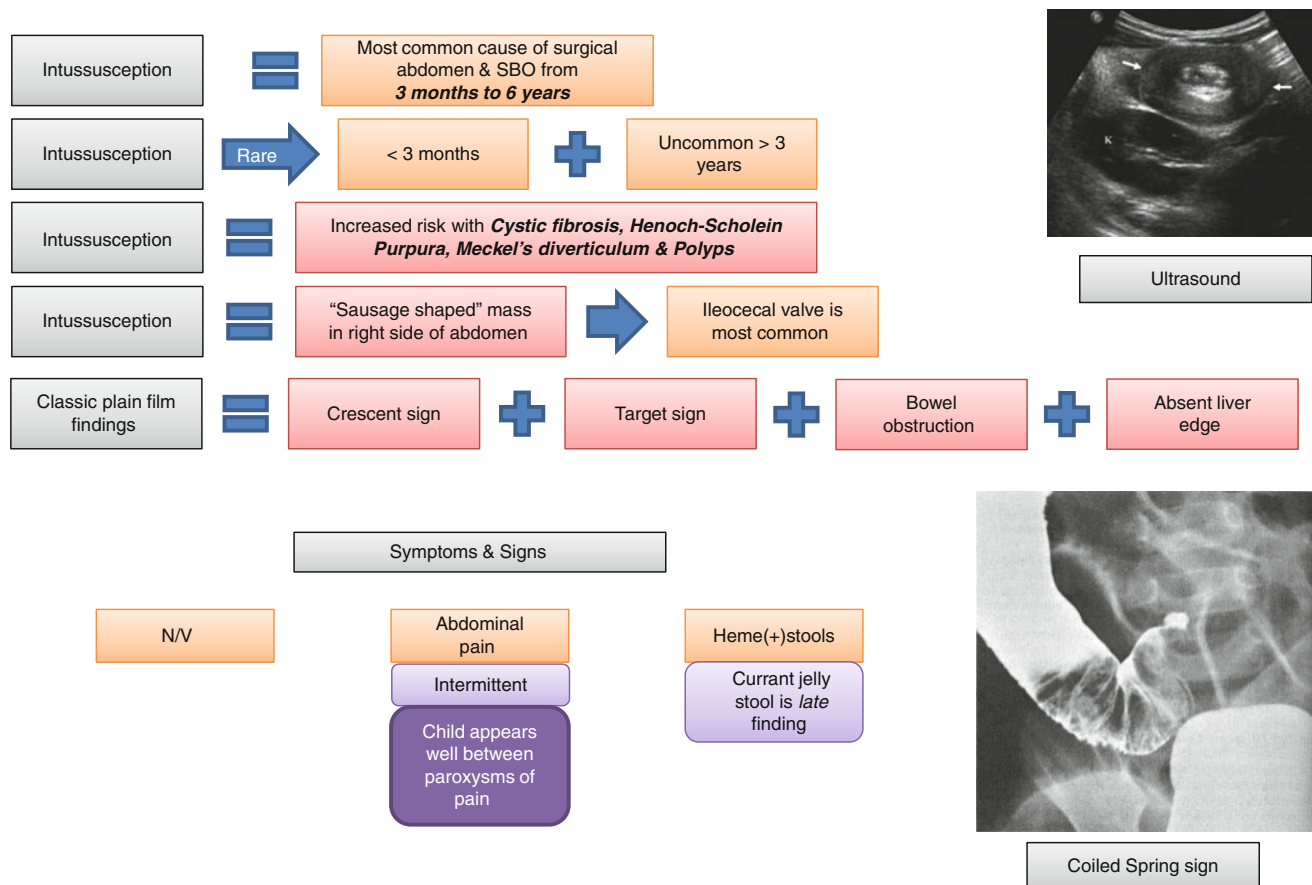 Intussusception
Most common cause of surgical
abdomen & SBO from
3 months to 6 years
Intussusception
Rare
< 3 months
Uncommon > 3
years
Intussusception
Increased risk with Cystic fibrosis, Henoch-Scholein
Purpura, Meckel's diverticulum & Polyps
Intussusception
“Sausage shaped” mass
in right side of abdomen
Ileocecal valve is
most common
Classic plain film
findings
Crescent sign
Target sign
Bowel
obstruction
Absent liver
edge
K
Ultrasound
Symptoms & Signs
N/V
Abdominal
pain
Intermittent
Child appears
well between
paroxysms of
pain
Heme(+)stools
Currant jelly
stool is late
finding
Coiled Spring sign